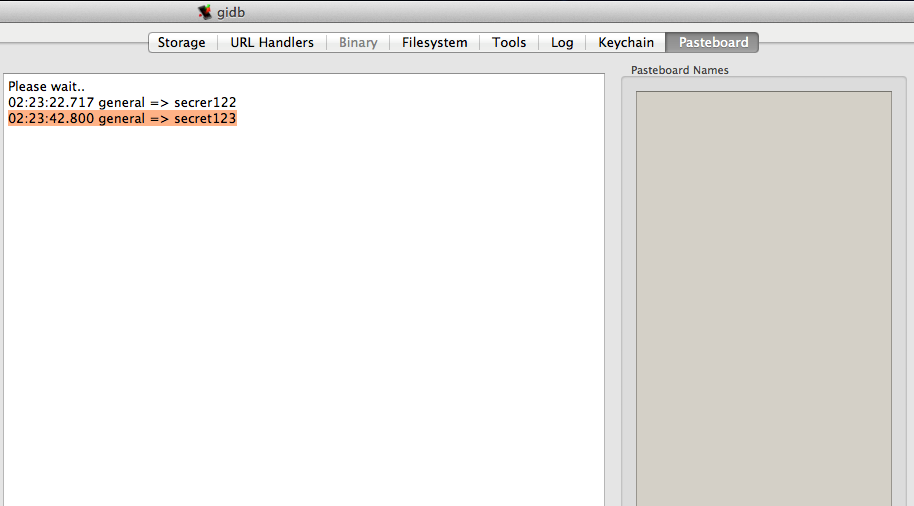 gidb
Storage URL Handlers Binary Filesystem Tools Log Keychain Pasteboard
Pasteboard Names
Please wait..
02:23:22.717 general => secrer122
02:23:42.800 general => secret123